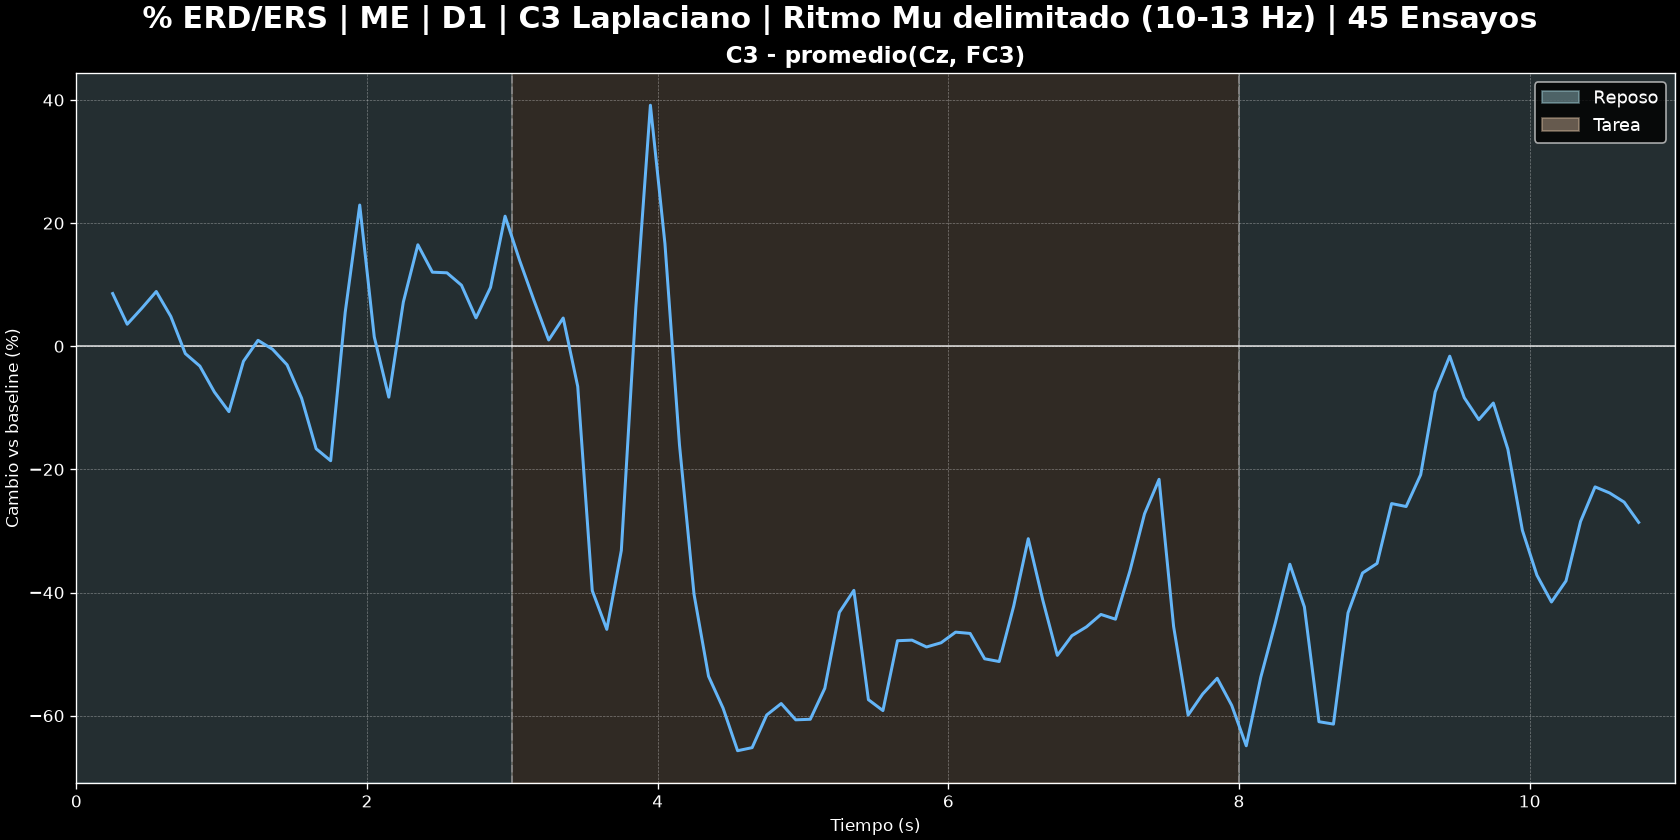 % ERD/ERS | ME | D1 | C3 Laplaciano | Ritmo Mu delimitado (10-13 Hz) | 45 Ensayos
C3 - promedio(Cz, FC3)
Reposo
Tarea
Cambio vs baseline (%)
40
20
0
−20
−40
−60
0
2
4
6
8
10
Tiempo (s)